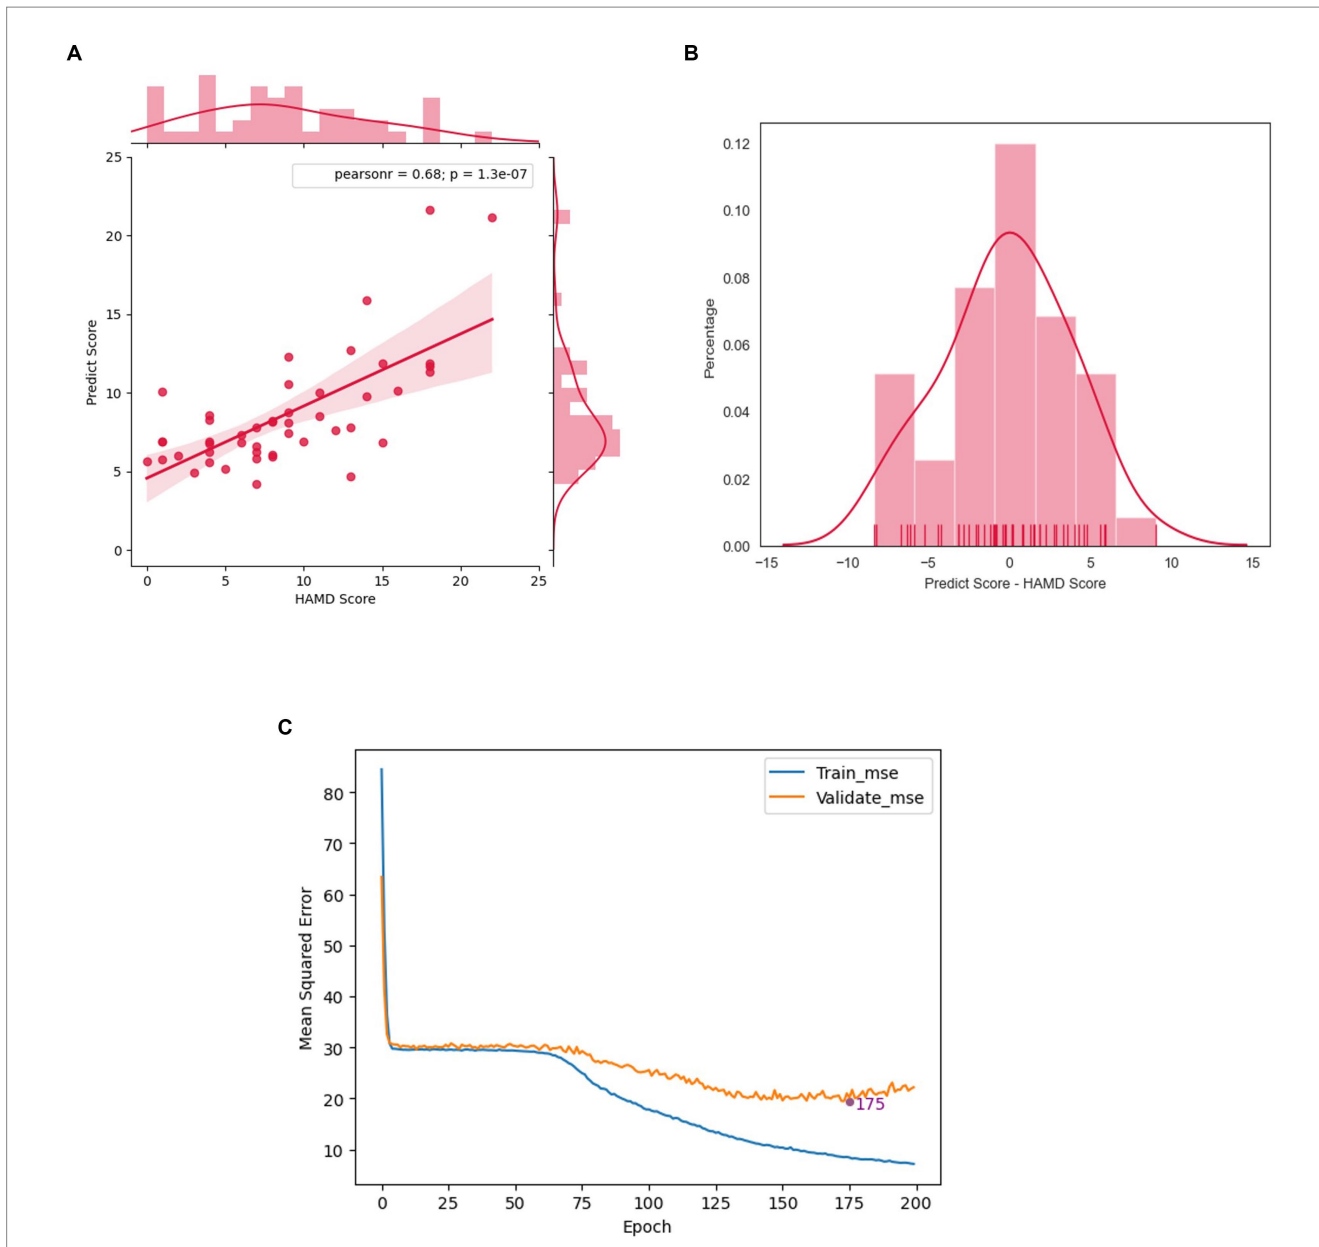 A
pearsonr = 0.68; p = 1.3e-07
25
20
15
10
5
0
Predict Score
0 5 10 15 20 25
HAMD Score
B
0.12
0.10
0.08
0.06
0.04
0.02
0.00
Percentage
−15 −10 −5 0 5 10 15
Predict Score - HAMD Score
C
Train_mse
Validate_mse
80
70
60
50
40
30
20
10
Mean Squared Error
175
0 25 50 75 100 125 150 175 200
Epoch